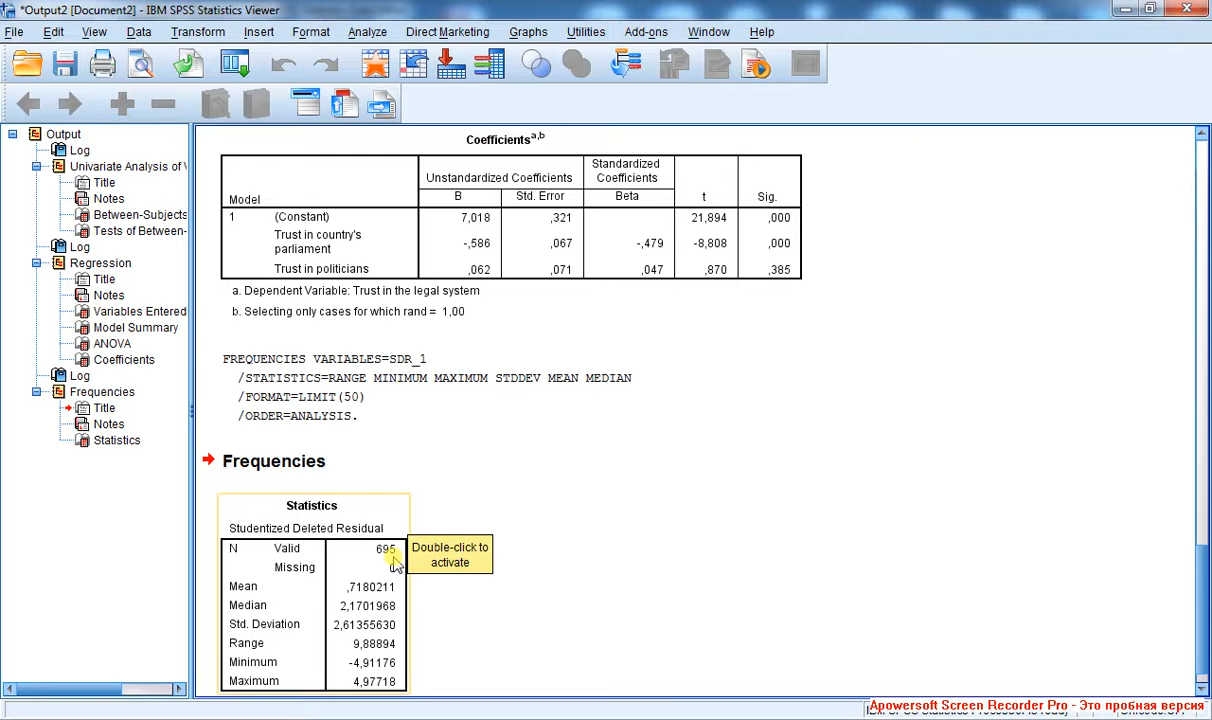 *Output2 [Document2] - IBM SPSS Statistics Viewer
File Edit View Data Transform Insert Format Analyze Direct Marketing Graphs Utilities Add-ons Window Help
Output
Log
Univariate Analysis of V
Title
Notes
Between-Subjects
Tests of Between-
Log
Regression
Title
Notes
Variables Entered
Model Summary
ANOVA
Coefficients
Log
Frequencies
Title
Notes
Statistics
Coefficientsa,b
Model Unstandardized Coefficients Standardized Coefficients t Sig.
B Std. Error Beta
1 (Constant) 7,018 ,321 21,894 ,000
Trust in country's parliament -,586 ,067 -,479 -8,808 ,000
Trust in politicians ,062 ,071 ,047 ,870 ,385
a. Dependent Variable: Trust in the legal system
b. Selecting only cases for which rand = 1,00
FREQUENCIES VARIABLES=SDR_1
/STATISTICS=RANGE MINIMUM MAXIMUM STDDEV MEAN MEDIAN
/FORMAT=LIMIT(50)
/ORDER=ANALYSIS.
Frequencies
Statistics
Studentized Deleted Residual
N Valid 695
Missing
Mean ,7180211
Median 2,1701968
Std. Deviation 2,61355630
Range 9,88894
Minimum -4,91176
Maximum 4,97718
Double-click to
activate
Apowersoft Screen Recorder Pro - Это пробная версия